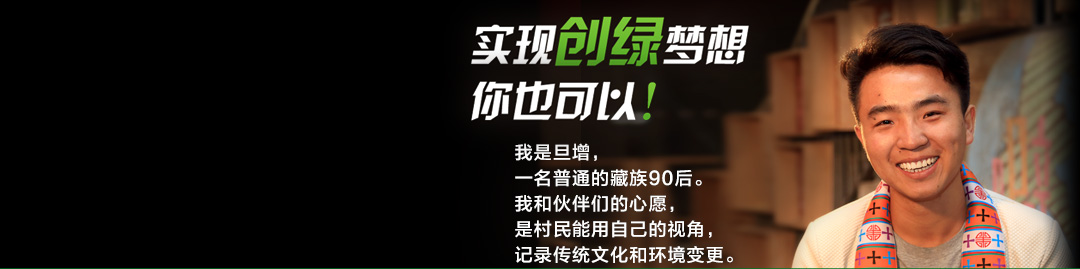 实现创绿梦想
你也可以！
我是旦增，
一名普通的藏族90后。
我和伙伴们的心愿，
是村民能用自己的视角，
记录传统文化和环境变更。